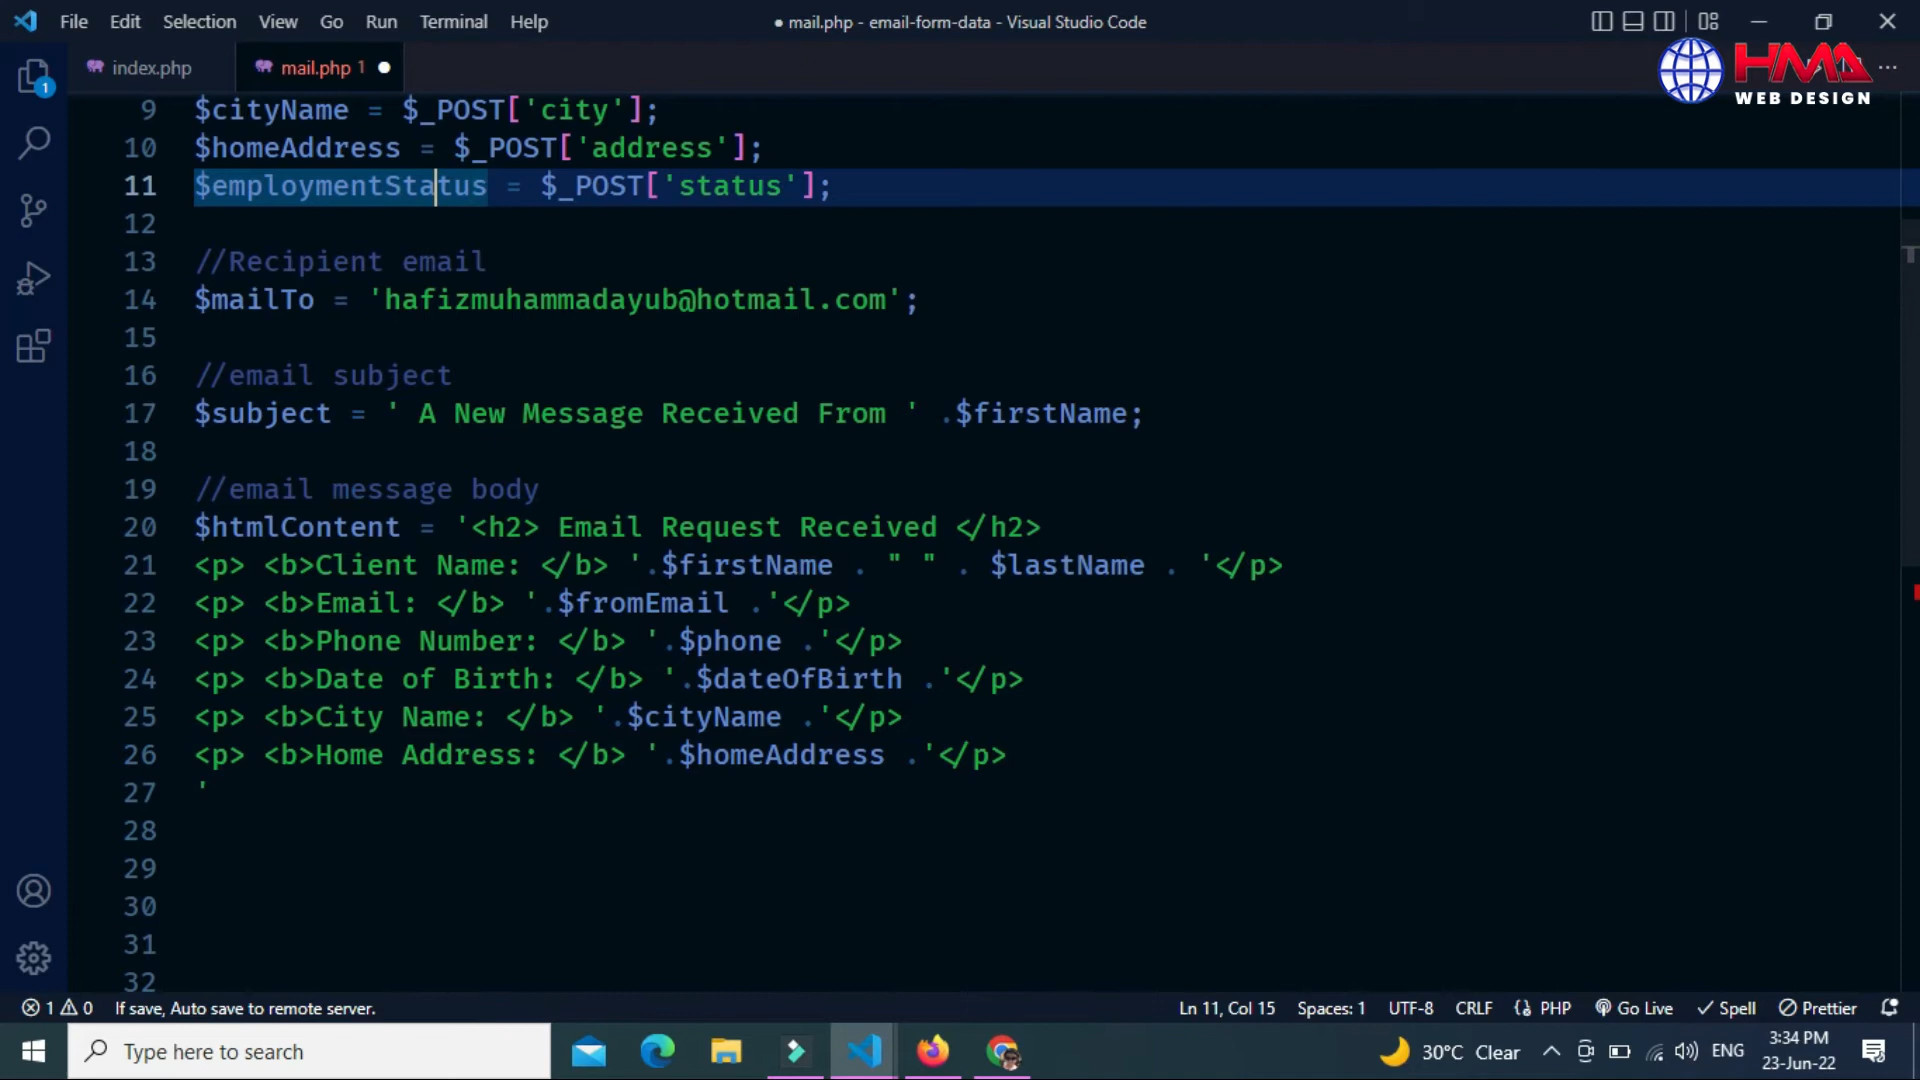 File Edit Selection View Go Run Terminal Help
● mail.php - email-form-data - Visual Studio Code
index.php
mail.php 1 ●
HMA
WEB DESIGN
1
9 $cityName = $_POST['city'];
10 $homeAddress = $_POST['address'];
11 $employmentStatus = $_POST['status'];
12
13 //Recipient email
14 $mailTo = 'hafizmuhammadayub@hotmail.com';
15
16 //email subject
17 $subject = ' A New Message Received From ' .$firstName;
18
19 //email message body
20 $htmlContent = '<h2> Email Request Received </h2>
21 <p> <b>Client Name: </b> '.$firstName . " " . $lastName . '</p>
22 <p> <b>Email: </b> '.$fromEmail .'</p>
23 <p> <b>Phone Number: </b> '.$phone .'</p>
24 <p> <b>Date of Birth: </b> '.$dateOfBirth .'</p>
25 <p> <b>City Name: </b> '.$cityName .'</p>
26 <p> <b>Home Address: </b> '.$homeAddress .'</p>
27 '
28
29
30
31
32
1 0 If save, Auto save to remote server.
Ln 11, Col 15 Spaces: 1 UTF-8 CRLF PHP Go Live Spell Prettier
Type here to search
30°C Clear
ENG
3:34 PM
23-Jun-22